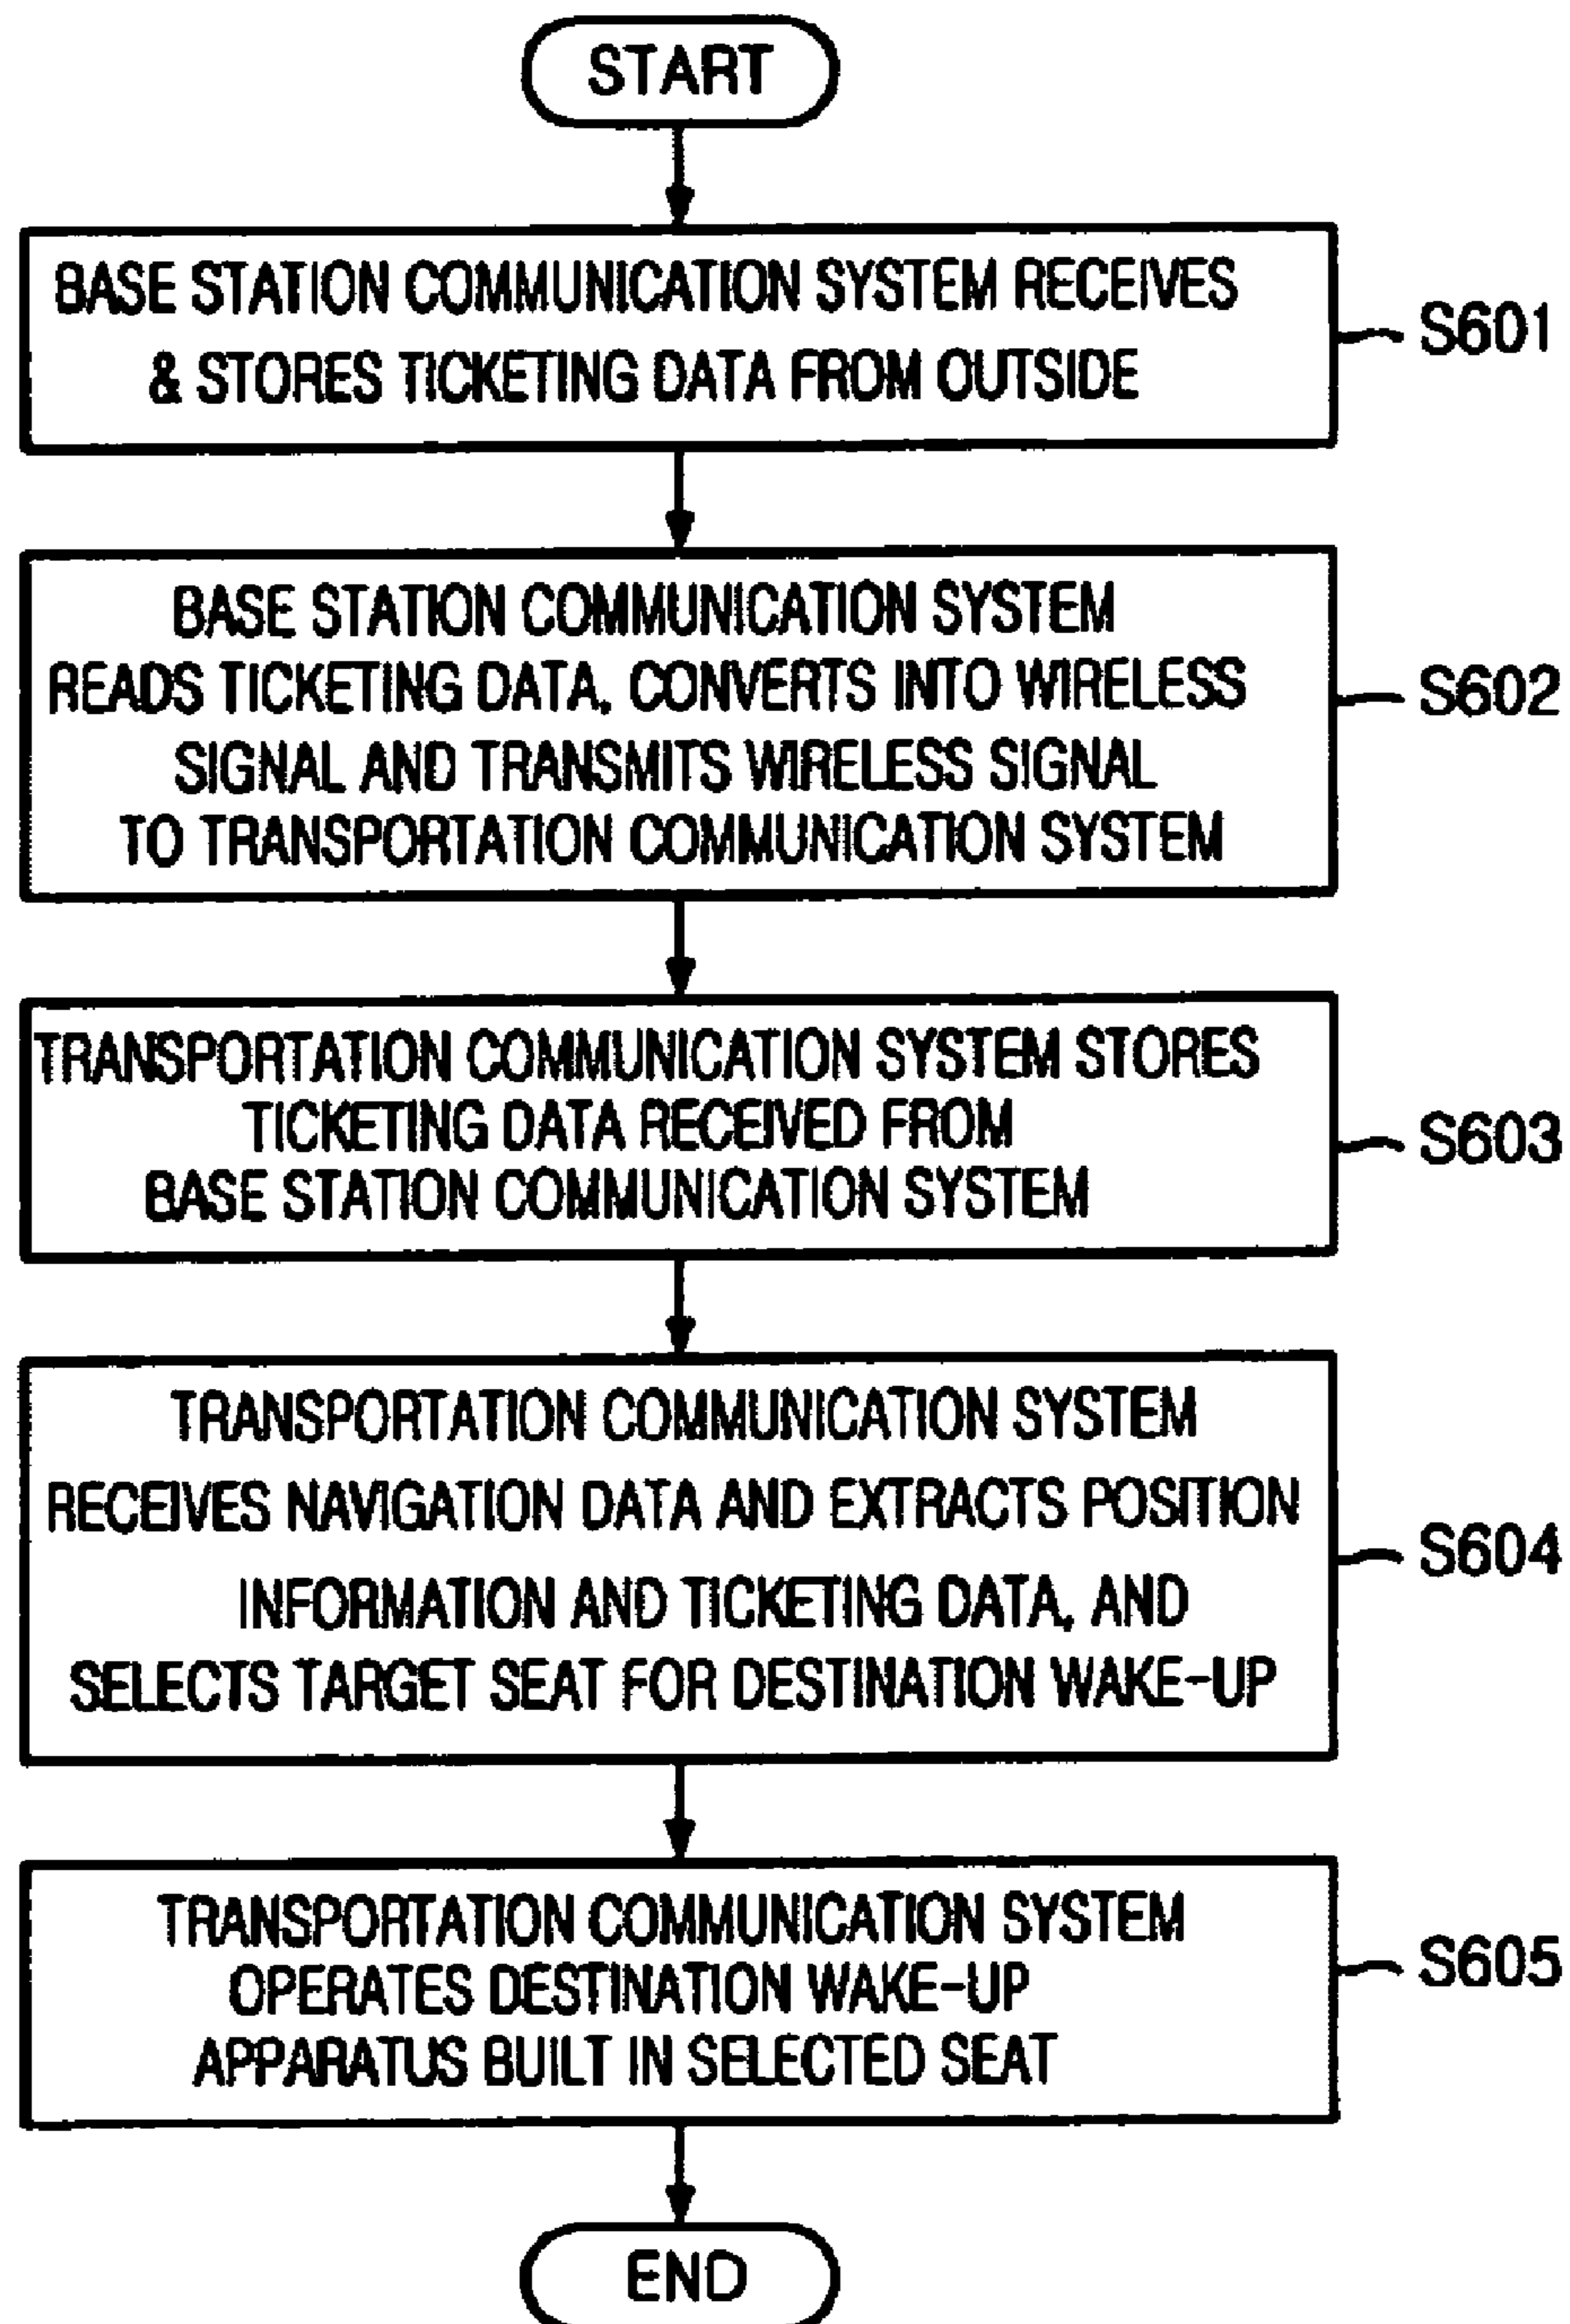 START
BASE STATION COMMUNICATION SYSTEM RECEIVES
& STORES TICKETING DATA FROM OUTSIDE
S601
BASE STATION COMMUNICATION SYSTEM
READS TICKETING DATA, CONVERTS INTO WIRELESS
SIGNAL AND TRANSMITS WIRELESS SIGNAL
TO TRANSPORTATION COMMUNICATION SYSTEM
S602
TRANSPORTATION COMMUNICATION SYSTEM STORES
TICKETING DATA RECEIVED FROM
BASE STATION COMMUNICATION SYSTEM
S603
TRANSPORTATION COMMUNICATION SYSTEM
RECEIVES NAVIGATION DATA AND EXTRACTS POSITION
INFORMATION AND TICKETING DATA, AND
SELECTS TARGET SEAT FOR DESTINATION WAKE-UP
S604
TRANSPORTATION COMMUNICATION SYSTEM
OPERATES DESTINATION WAKE-UP
APPARATUS BUILT IN SELECTED SEAT
S605
END